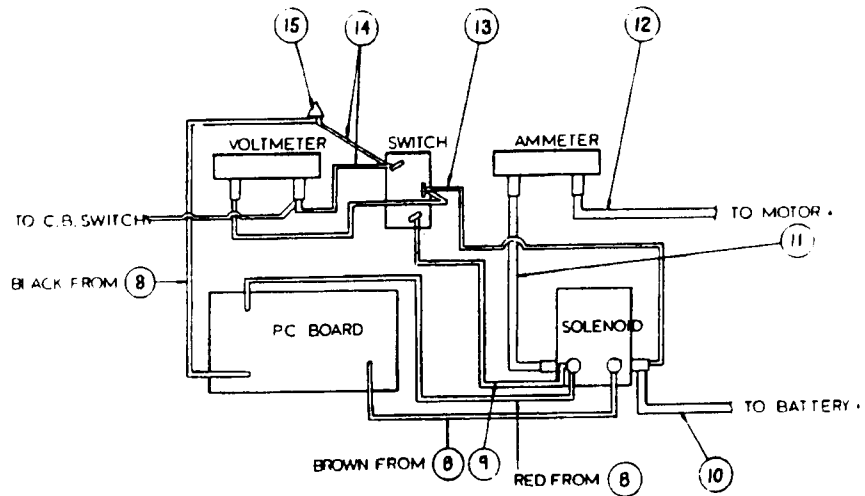 15
14
13
12
VOLTMETER
SWITCH
AMMETER
TO C.B. SWITCH
TO MOTOR +
11
BLACK FROM 8
PC BOARD
SOLENOID
TO BATTERY +
BROWN FROM 8
9
RED FROM 8
10